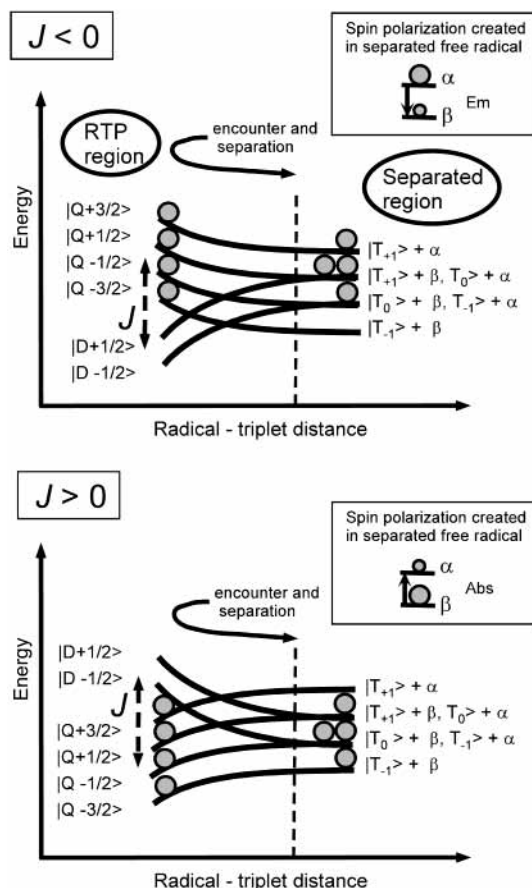 J < 0
Spin polarization created
in separated free radical
α
β
Em
RTP
region
encounter and
separation
Separated
region
Energy
|Q+3/2>
|Q+1/2>
|Q -1/2>
|Q -3/2>
J
|D+1/2>
|D -1/2>
|T+1> + α
|T+1> + β, T0> + α
|T0> + β, T-1> + α
|T-1> + β
Radical - triplet distance
J > 0
Spin polarization created
in separated free radical
α
β
Abs
encounter and
separation
Energy
|D+1/2>
|D -1/2>
J
|Q+3/2>
|Q+1/2>
|Q -1/2>
|Q -3/2>
|T+1> + α
|T+1> + β, T0> + α
|T0> + β, T-1> + α
|T-1> + β
Radical - triplet distance